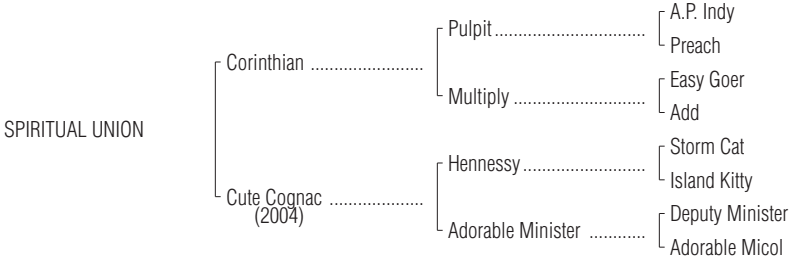 A.P. Indy
Pulpit
Preach
Corinthian
Easy Goer
Multiply
Add
SPIRITUAL UNION
Storm Cat
Hennessy
Island Kitty
Cute Cognac
(2004)
Deputy Minister
Adorable Minister
Adorable Micol